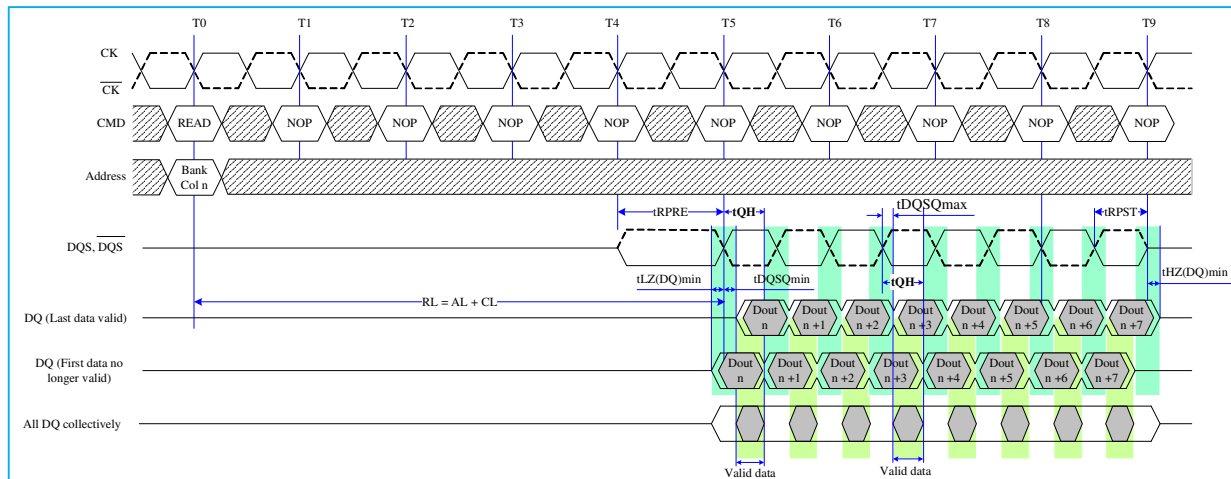 T0 T1 T2 T3 T4 T5 T6 T7 T8 T9
CK
CK
CMD READ NOP NOP NOP NOP NOP NOP NOP NOP NOP
Address Bank
Col n
tRPRE tQH tDQSQmax tRPST
DQS, DQS
tLZ(DQ)min tDQSQmin tQH tHZ(DQ)min
RL = AL + CL
DQ (Last data valid) Dout Dout Dout Dout Dout Dout Dout Dout
n n +1 n +2 n +3 n +4 n +5 n +6 n +7
DQ (First data no Dout Dout Dout Dout Dout Dout Dout Dout
longer valid) n n +1 n +2 n +3 n +4 n +5 n +6 n +7
All DQ collectively
Valid data Valid data